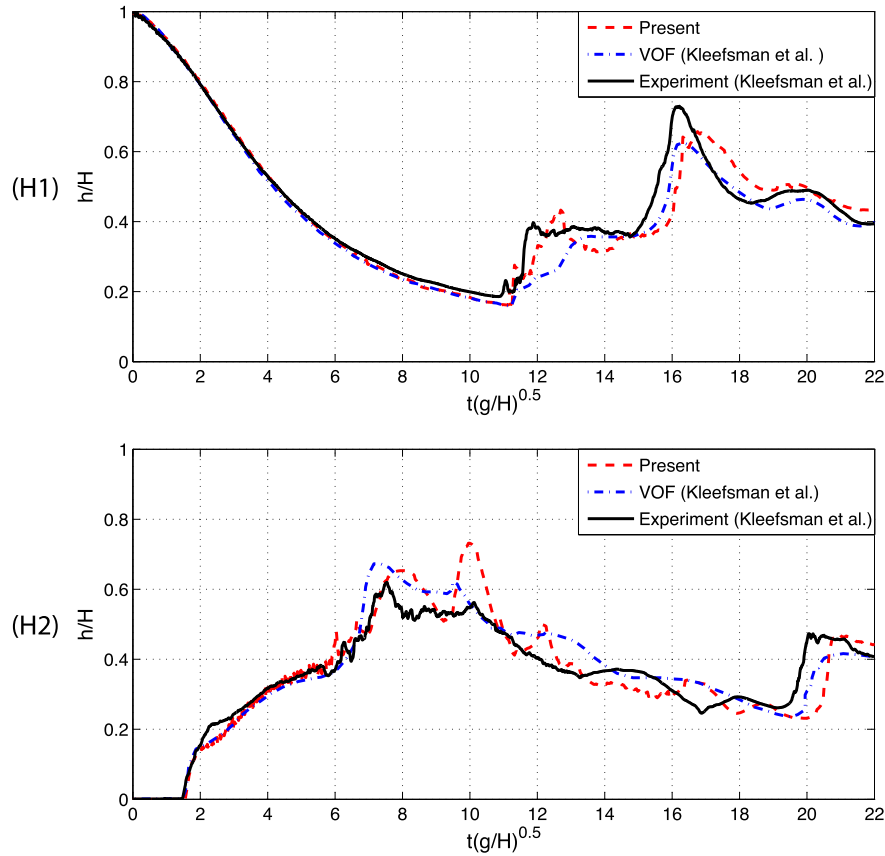 1
0.8
0.6
0.4
0.2
0
h/H
(H1)
Present
VOF (Kleefsman et al. )
Experiment (Kleefsman et al.)
0 2 4 6 8 10 12 14 16 18 20 22
t(g/H)^0.5
1
0.8
0.6
0.4
0.2
0
h/H
(H2)
Present
VOF (Kleefsman et al.)
Experiment (Kleefsman et al.)
0 2 4 6 8 10 12 14 16 18 20 22
t(g/H)^0.5